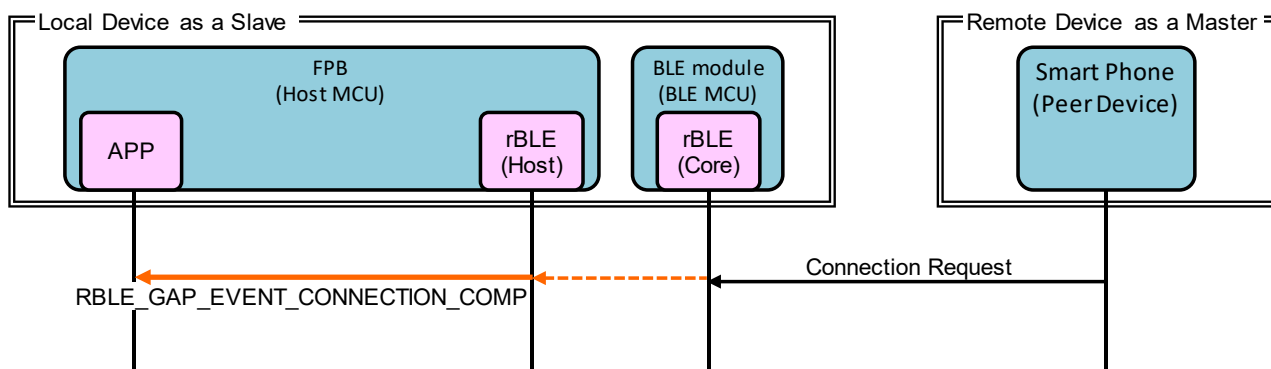 Local Device as a Slave
Remote Device as a Master
FPB
(Host MCU)
BLE module
(BLE MCU)
Smart Phone
(Peer Device)
APP
rBLE
(Host)
rBLE
(Core)
Connection Request
RBLE_GAP_EVENT_CONNECTION_COMP